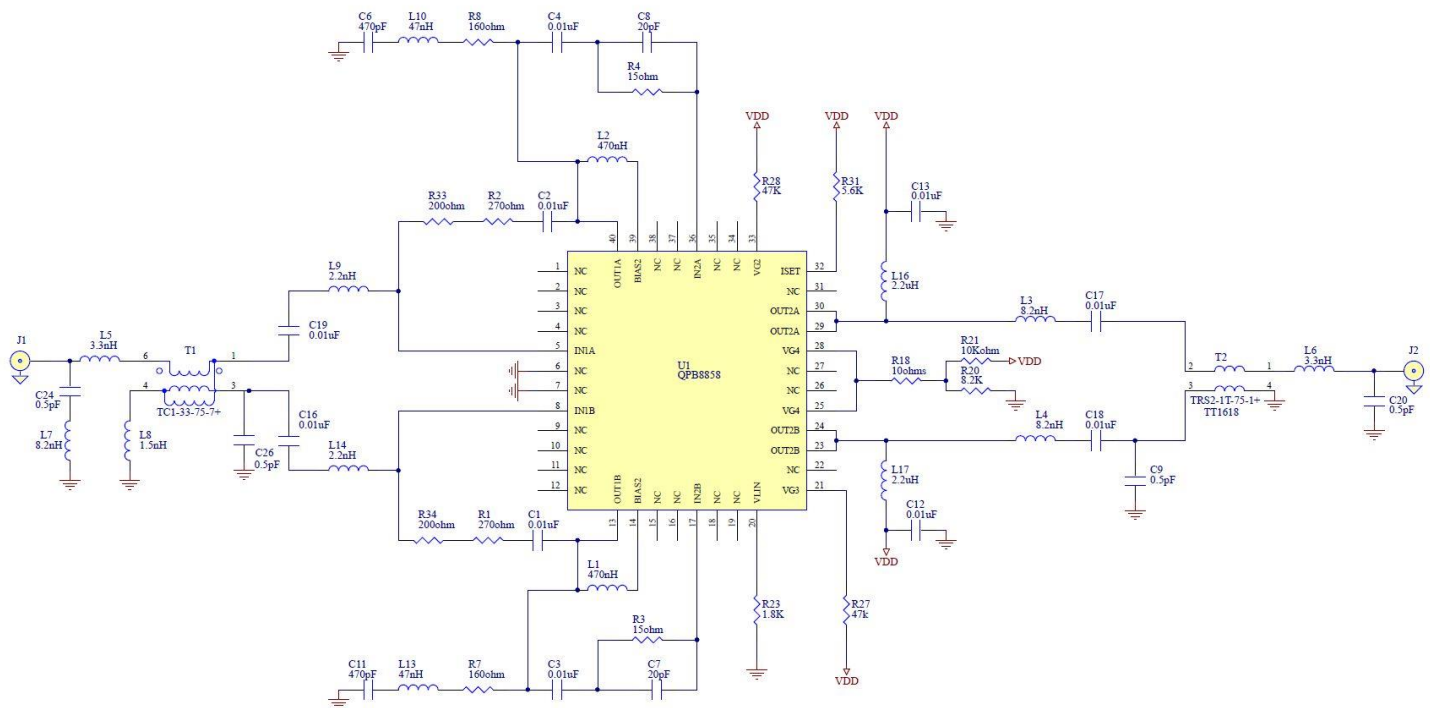 C6
470pF
L10
47nH
R8
160ohm
C4
0.01uF
C8
20pF
R4
15ohm
L2
470nH
VDD
VDD
VDD
R28
47K
R31
5.6K
C13
0.01uF
R33
200ohm
R2
270ohm
C2
0.01uF
40
39
38
37
36
35
34
33
OUT1A
BIAS2
NC
NC
IN2A
NC
NC
VG2
L9
2.2nH
C19
0.01uF
L16
2.2uH
L3
8.2nH
C17
0.01uF
1
NC
2
NC
3
NC
4
NC
5
IN1A
6
NC
7
NC
8
IN1B
9
NC
10
NC
11
NC
12
NC
U1
QPB8858
ISET
32
NC
31
OUT2A
30
OUT2A
29
VG4
28
NC
27
NC
26
VG4
25
OUT2B
24
OUT2B
23
NC
22
VG3
21
J1
L5
3.3nH
6
T1
1
4
3
TC1-33-75-7+
C24
0.5pF
L7
8.2nH
L8
1.5nH
C26
0.5pF
C16
0.01uF
L14
2.2nH
R18
10ohms
R21
10Kohm
VDD
R20
8.2K
2
T2
1
3
4
TRS2-1T-75-1+
TT1618
L6
3.3nH
J2
C20
0.5pF
L4
8.2nH
C18
0.01uF
C9
0.5pF
L17
2.2uH
C12
0.01uF
VDD
OUT1B
BIAS2
NC
NC
IN2B
NC
NC
VLIN
13
14
15
16
17
18
19
20
R34
200ohm
R1
270ohm
C1
0.01uF
L1
470nH
R23
1.8K
R27
47k
VDD
R3
15ohm
C11
470pF
L13
47nH
R7
160ohm
C3
0.01uF
C7
20pF